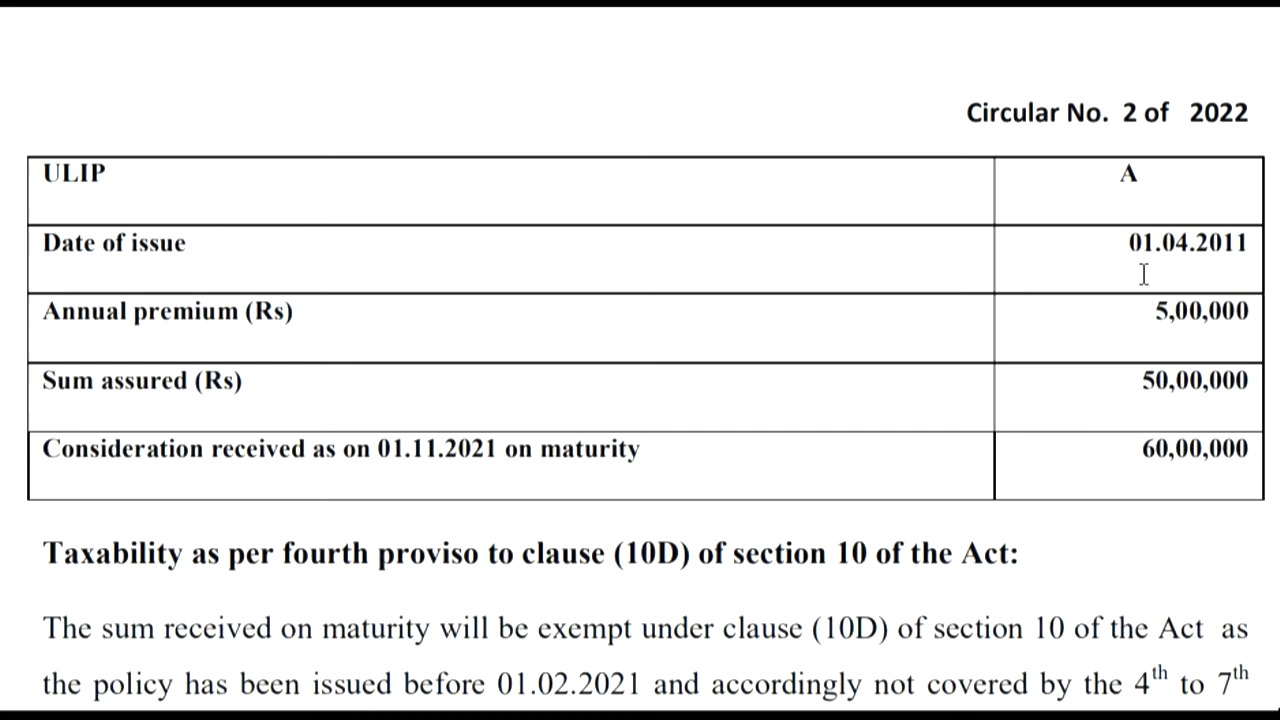 Circular No. 2 of 2022
ULIP A
Date of issue 01.04.2011
Annual premium (Rs) 5,00,000
Sum assured (Rs) 50,00,000
Consideration received as on 01.11.2021 on maturity 60,00,000
Taxability as per fourth proviso to clause (10D) of section 10 of the Act:
The sum received on maturity will be exempt under clause (10D) of section 10 of the Act as
the policy has been issued before 01.02.2021 and accordingly not covered by the 4th to 7th